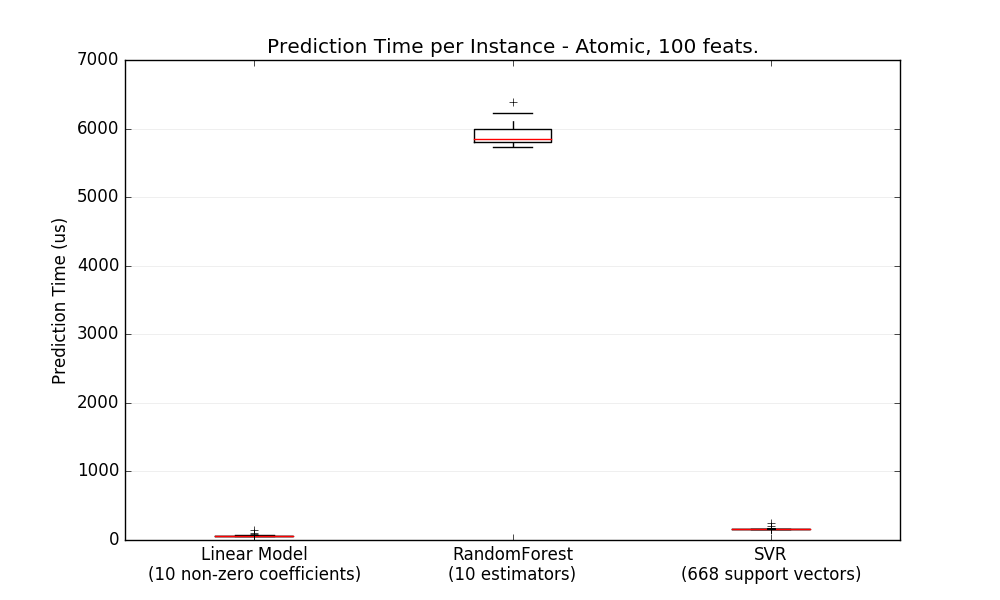 Prediction Time per Instance - Atomic, 100 feats.
7000
6000
5000
4000
3000
2000
1000
0
Prediction Time (us)
Linear Model
(10 non-zero coefficients)
RandomForest
(10 estimators)
SVR
(668 support vectors)